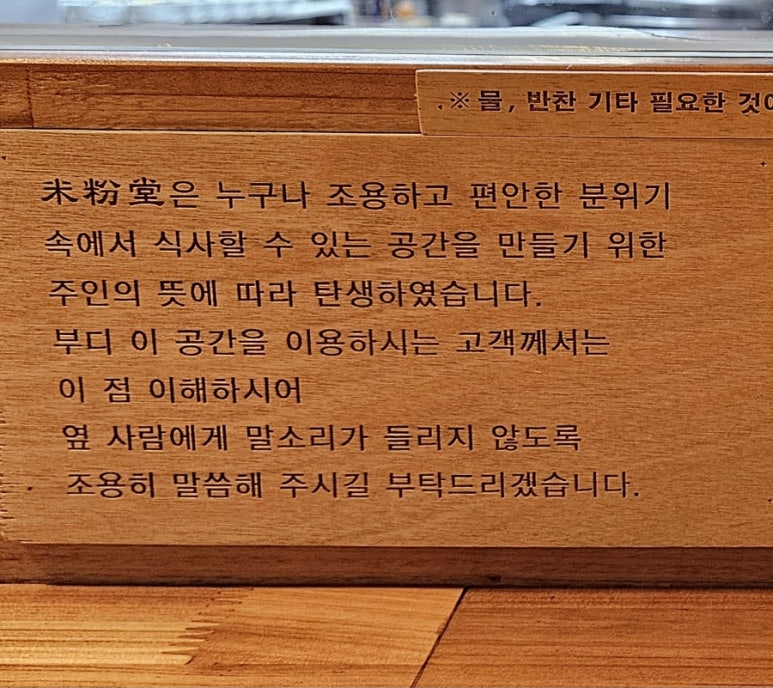 .※ 물, 반찬 기타 필요한 것
未粉堂은 누구나 조용하고 편안한 분위기
속에서 식사할 수 있는 공간을 만들기 위한
주인의 뜻에 따라 탄생하였습니다.
부디 이 공간을 이용하시는 고객께서는
이 점 이해하시어
옆 사람에게 말소리가 들리지 않도록
조용히 말씀해 주시길 부탁드리겠습니다.